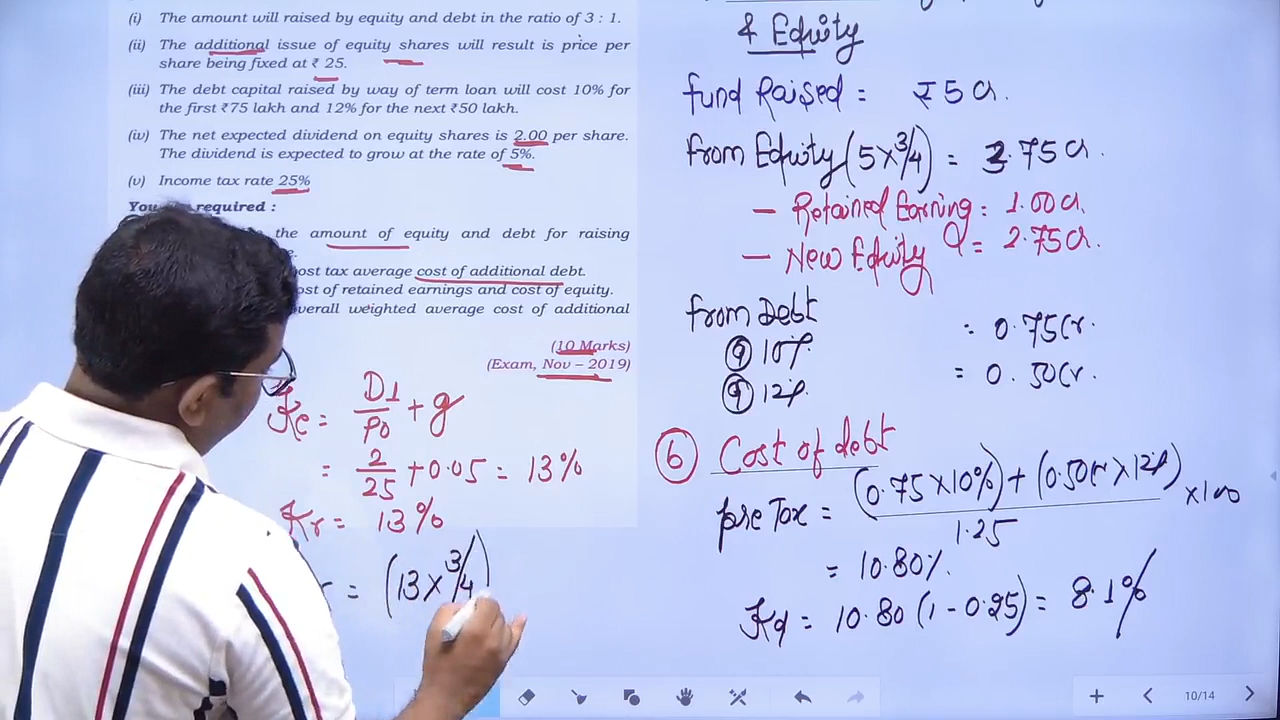 (i) The amount will raised by equity and debt in the ratio of 3 : 1.
(ii) The additional issue of equity shares will result is price per
share being fixed at ₹ 25.
(iii) The debt capital raised by way of term loan will cost 10% for
the first ₹75 lakh and 12% for the next ₹50 lakh.
(iv) The net expected dividend on equity shares is 2.00 per share.
The dividend is expected to grow at the rate of 5%.
(v) Income tax rate 25%
required :
the amount of equity and debt for raising
ost tax average cost of additional debt.
ost of retained earnings and cost of equity.
verall weighted average cost of additional
(10 Marks)
(Exam, Nov – 2019)
Ke = D1/P0 + g
= 2/25 + 0.05 = 13%
Kr = 13%
= (13 × 3/4)
& Equity
Fund Raised : ₹5 Cr.
From Equity (5 × 3/4) = 3.75 Cr.
– Retained Earning : 1.00 Cr.
– New Equity = 2.75 Cr.
From Debt
@ 10% : 0.75 Cr.
@ 12% = 0.50 Cr.
(b) Cost of debt
pre Tax = (0.75 × 10%) + (0.50 Cr × 12%) / 1.25 × 100
= 10.80%.
Kd = 10.80 (1 - 0.25) = 8.1%
10/14